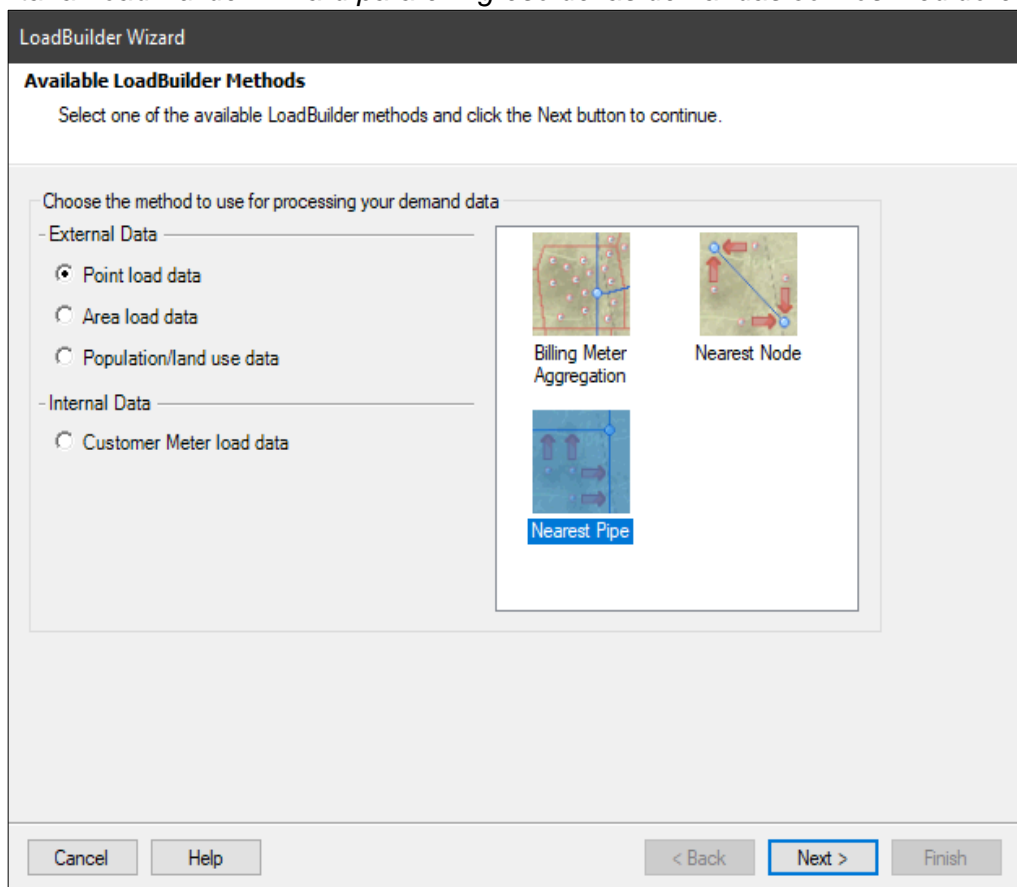 LoadBuilder Wizard
Available LoadBuilder Methods
Select one of the available LoadBuilder methods and click the Next button to continue.
Choose the method to use for processing your demand data
External Data
Point load data
Area load data
Population/land use data
Internal Data
Customer Meter load data
Billing Meter
Aggregation
Nearest Node
Nearest Pipe
Cancel
Help
< Back
Next >
Finish